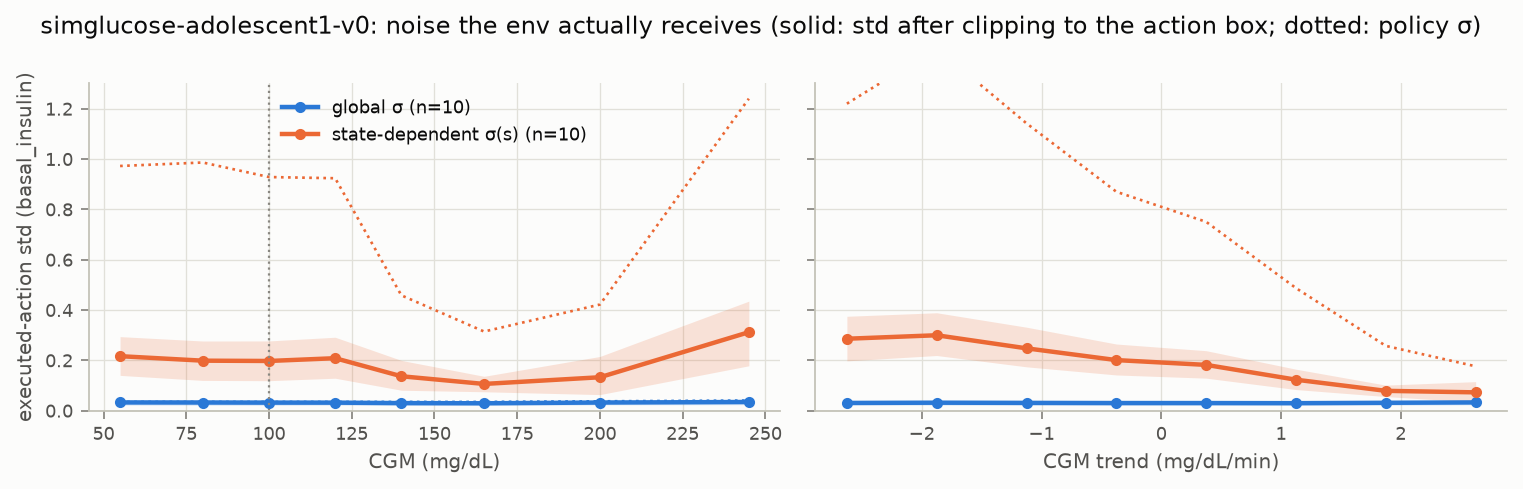 simglucose-adolescent1-v0: noise the env actually receives (solid: std after clipping to the action box; dotted: policy σ)
executed-action std (basal_insulin)
1.2
1.0
0.8
0.6
0.4
0.2
0.0
global σ (n=10)
state-dependent σ(s) (n=10)
50 75 100 125 150 175 200 225 250
CGM (mg/dL)
−2 −1 0 1 2
CGM trend (mg/dL/min)